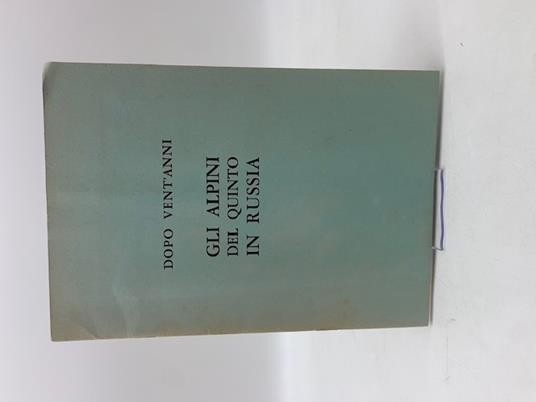 DOPO VENT'ANNI
GLI ALPINI
DEL QUINTO
IN RUSSIA